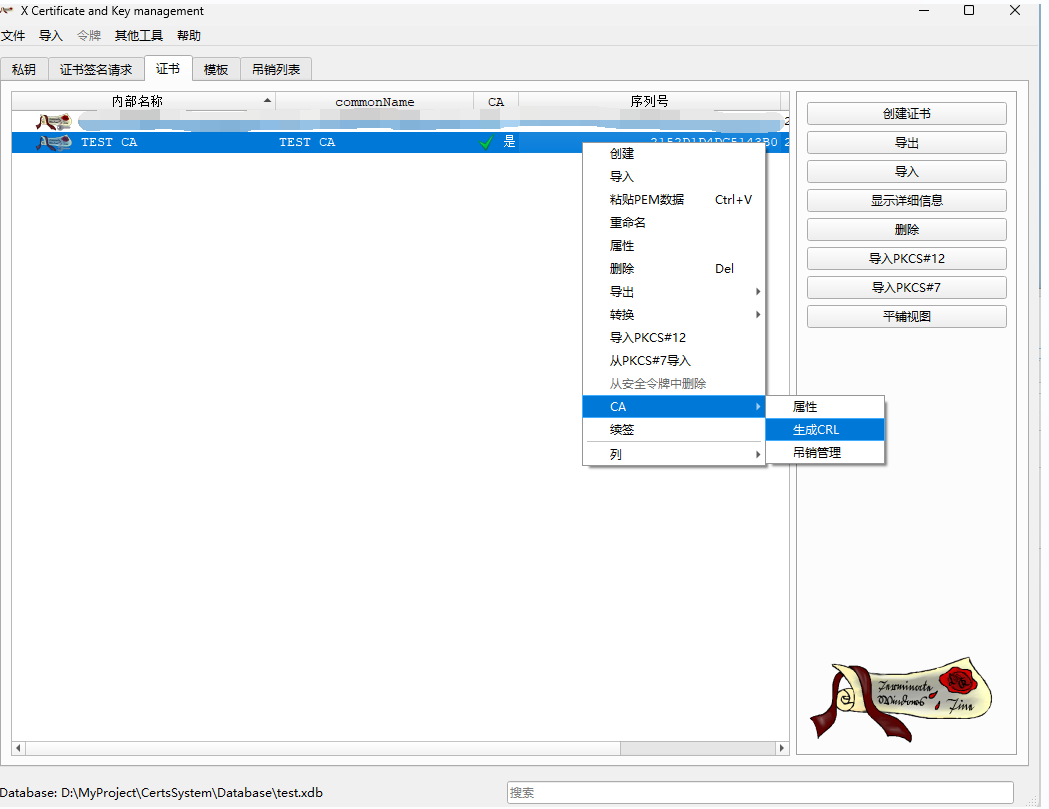 X Certificate and Key management
文件 导入 令牌 其他工具 帮助
私钥 证书签名请求 证书 模板 吊销列表
内部名称 commonName CA 序列号
2
TEST CA TEST CA 是 2
创建证书
导出
导入
显示详细信息
删除
导入PKCS#12
导入PKCS#7
平铺视图
创建
导入
粘贴PEM数据 Ctrl+V
重命名
属性
删除 Del
导出
转换
导入PKCS#12
从PKCS#7导入
从安全令牌中删除
CA
续签
列
属性
生成CRL
吊销管理
Terminate
Windows
Time
Database: D:\MyProject\CertsSystem\Database\test.xdb
搜索